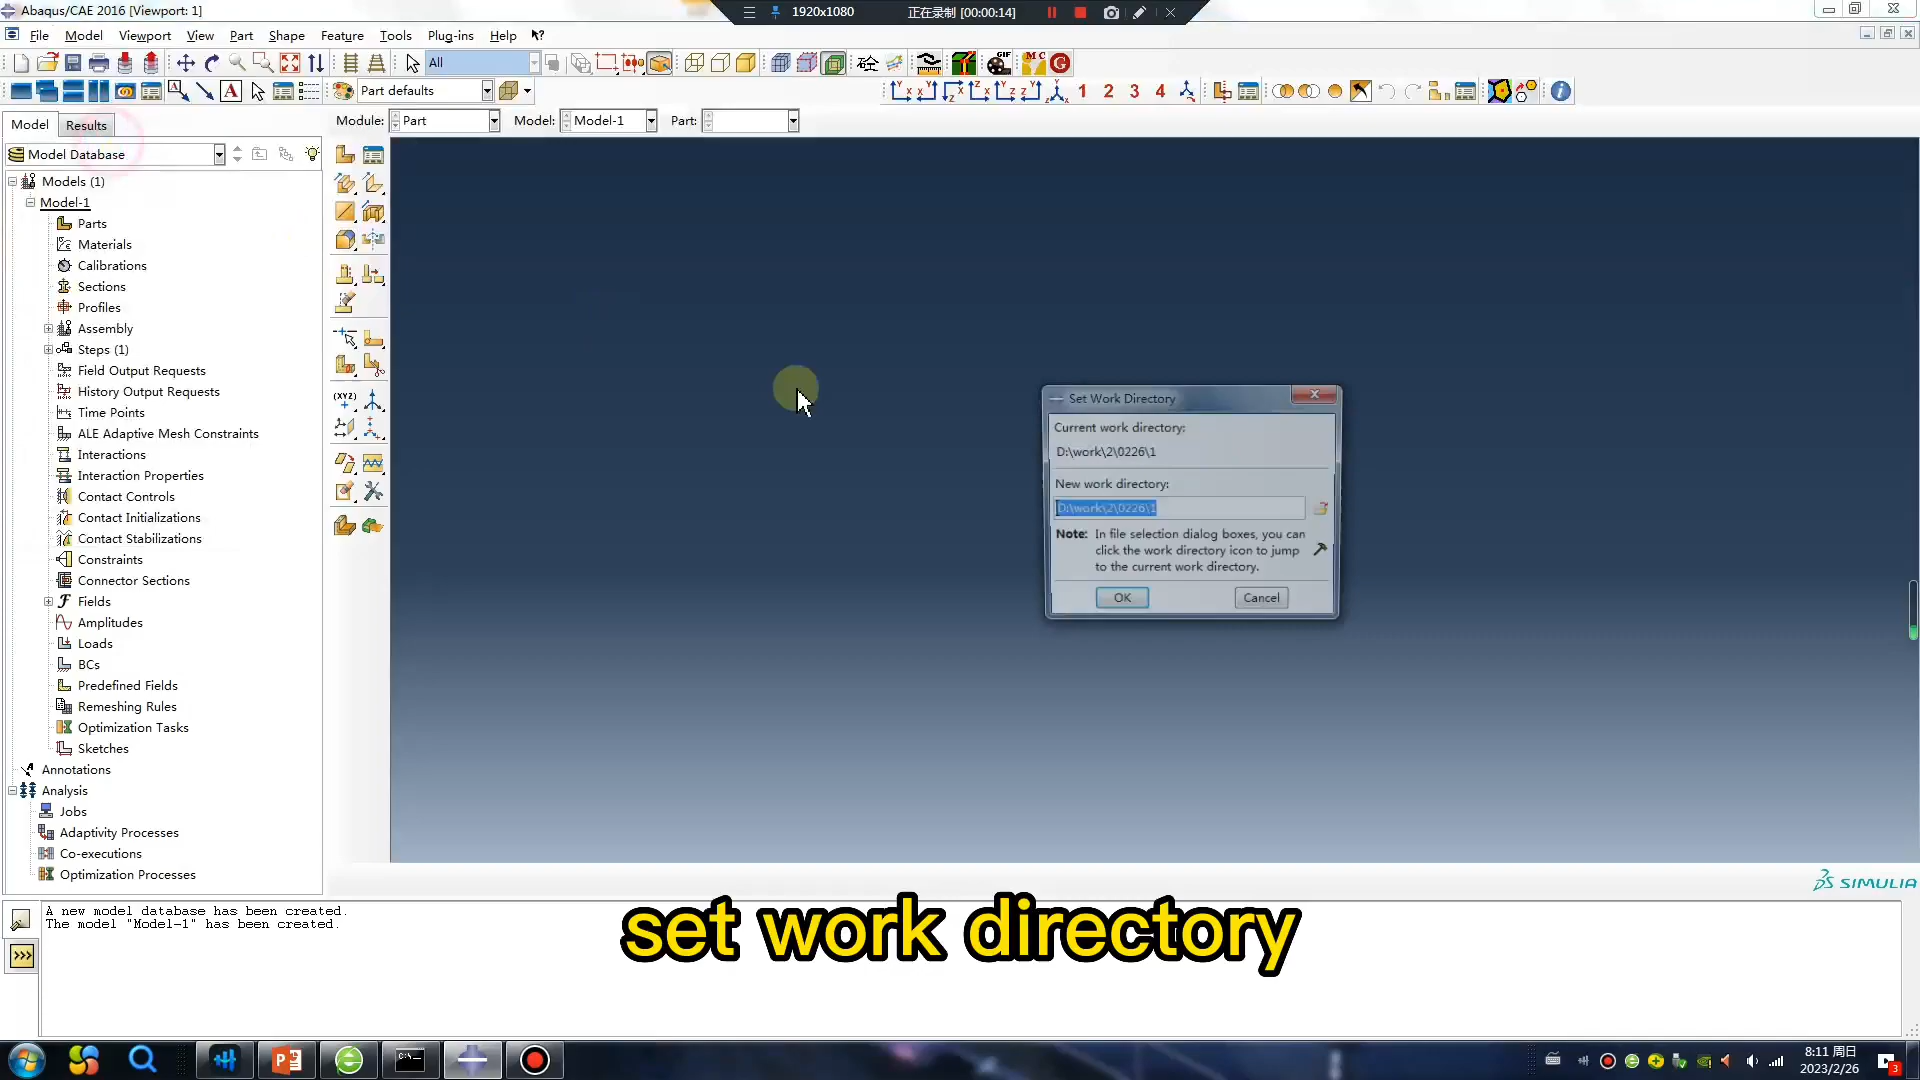 Abaqus/CAE 2016 [Viewport: 1]
1920x1080
正在录制 [00:00:14]
File Model Viewport View Part Shape Feature Tools Plug-ins Help
All
GIF
M C
G
A
A
Part defaults
1 2 3 4
Model Results
Module: Part Model: Model-1 Part:
Model Database
Models (1)
Model-1
Parts
Materials
Calibrations
Sections
Profiles
Assembly
Steps (1)
Field Output Requests
History Output Requests
Time Points
ALE Adaptive Mesh Constraints
Interactions
Interaction Properties
Contact Controls
Contact Initializations
Contact Stabilizations
Constraints
Connector Sections
Fields
Amplitudes
Loads
BCs
Predefined Fields
Remeshing Rules
Optimization Tasks
Sketches
Annotations
Analysis
Jobs
Adaptivity Processes
Co-executions
Optimization Processes
(XYZ)
Set Work Directory
Current work directory:
D:\work\2\0226\1
New work directory:
D:\work\2\0226\1
Note: In file selection dialog boxes, you can
click the work directory icon to jump
to the current work directory.
OK Cancel
SIMULIA
A new model database has been created.
The model "Model-1" has been created.
>>>
set work directory
8:11 周日
2023/2/26
3